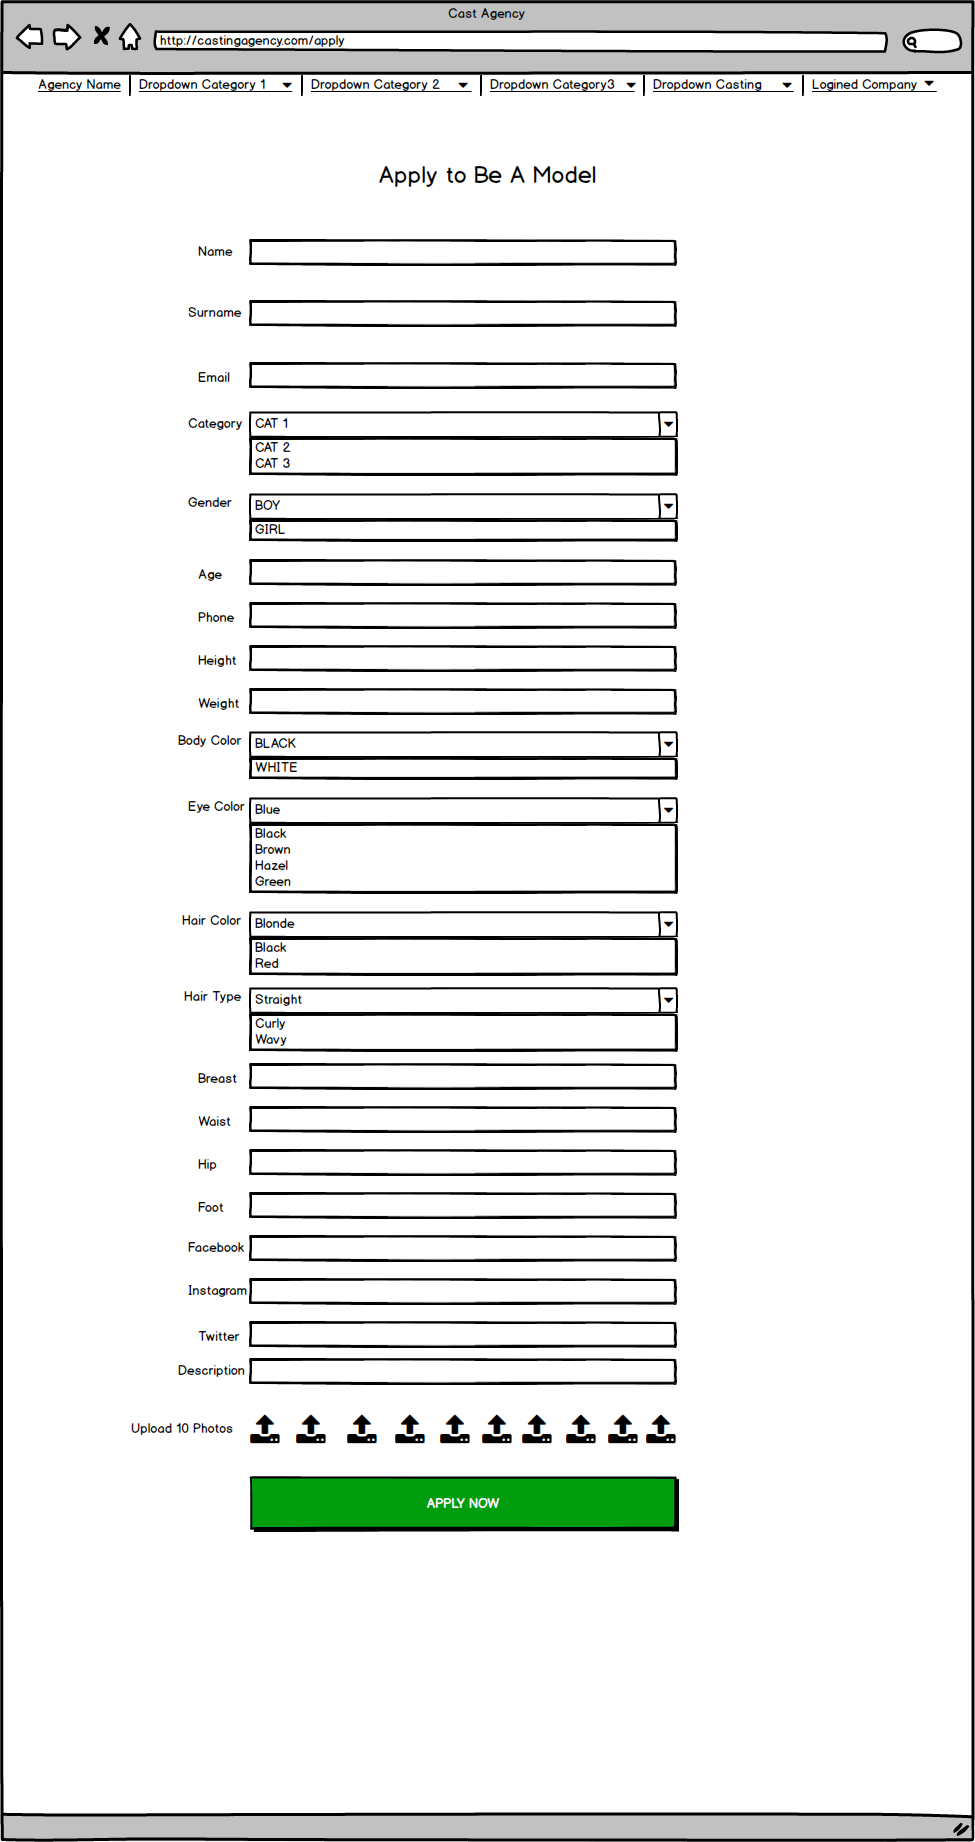 Cast Agency
http://castingagency.com/apply
Agency Name Dropdown Category 1 Dropdown Category 2 Dropdown Category3 Dropdown Casting Logined Company
Apply to Be A Model
Name
Surname
Email
Category CAT 1
CAT 2
CAT 3
Gender BOY
GIRL
Age
Phone
Height
Weight
Body Color BLACK
WHITE
Eye Color Blue
Black
Brown
Hazel
Green
Hair Color Blonde
Black
Red
Hair Type Straight
Curly
Wavy
Breast
Waist
Hip
Foot
Facebook
Instagram
Twitter
Description
Upload 10 Photos
APPLY NOW